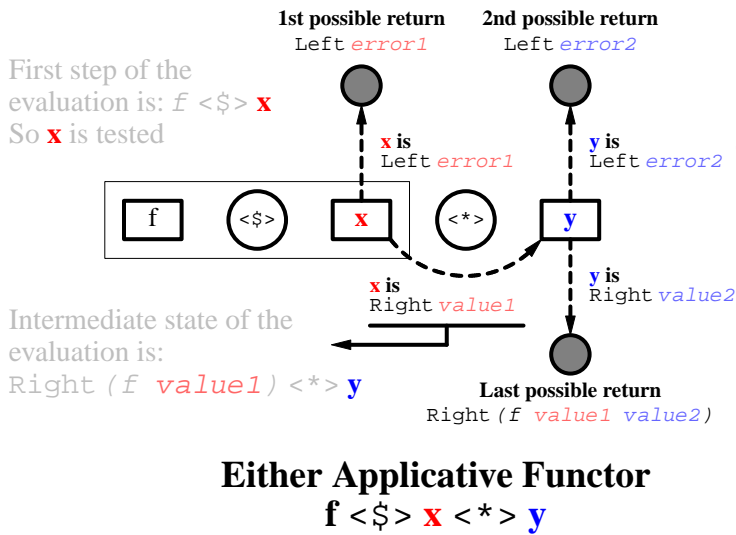 1st possible return
Left error1
2nd possible return
Left error2
First step of the
evaluation is: f <$> x
So x is tested
x is
Left error1
y is
Left error2
f
<$>
x
<*>
y
x is
Right value1
y is
Right value2
Intermediate state of the
evaluation is:
Right (f value1) <*> y
Last possible return
Right (f value1 value2)
Either Applicative Functor
f <$> x <*> y